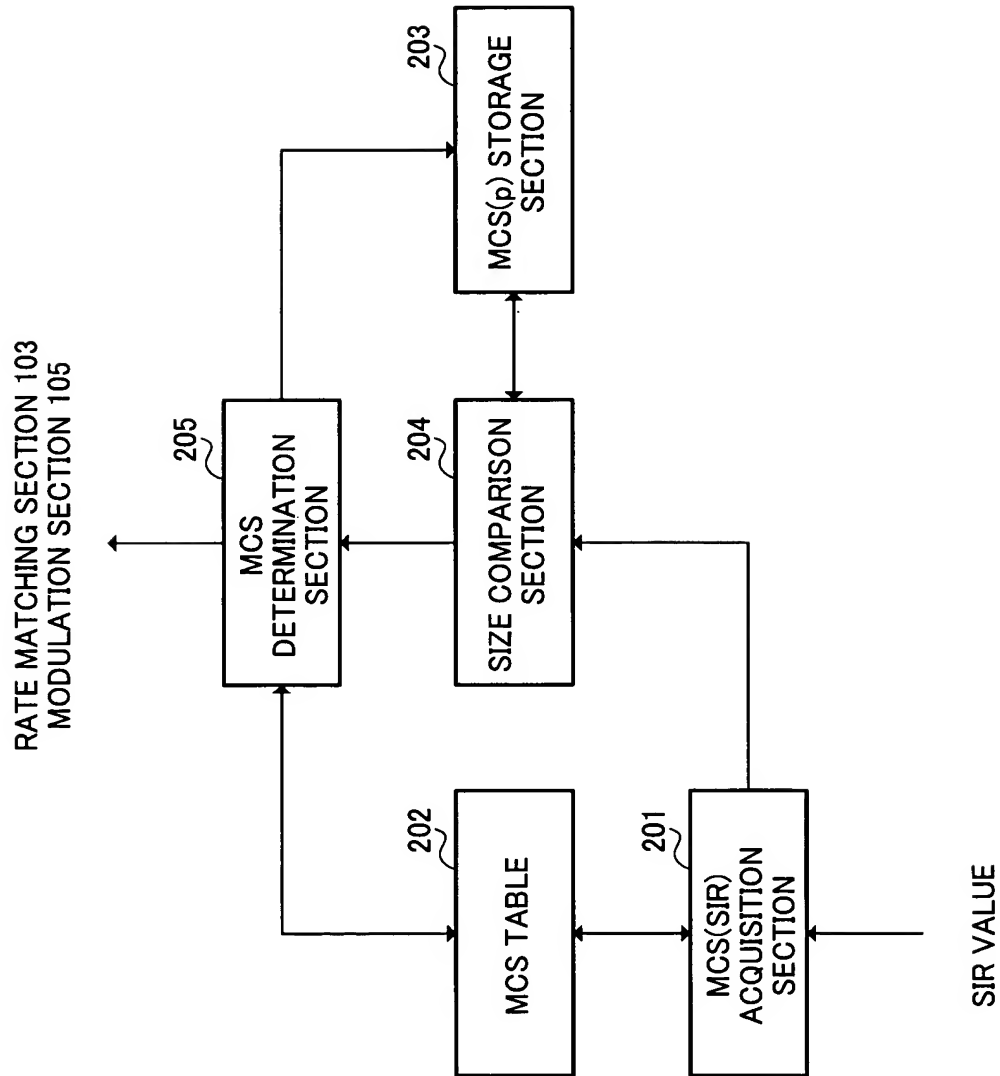 RATE MATCHING SECTION 103
MODULATION SECTION 105
205
MCS
DETERMINATION
SECTION
202
MCS TABLE
204
SIZE COMPARISON
SECTION
203
MCS(p) STORAGE
SECTION
201
MCS(SIR)
ACQUISITION
SECTION
SIR VALUE